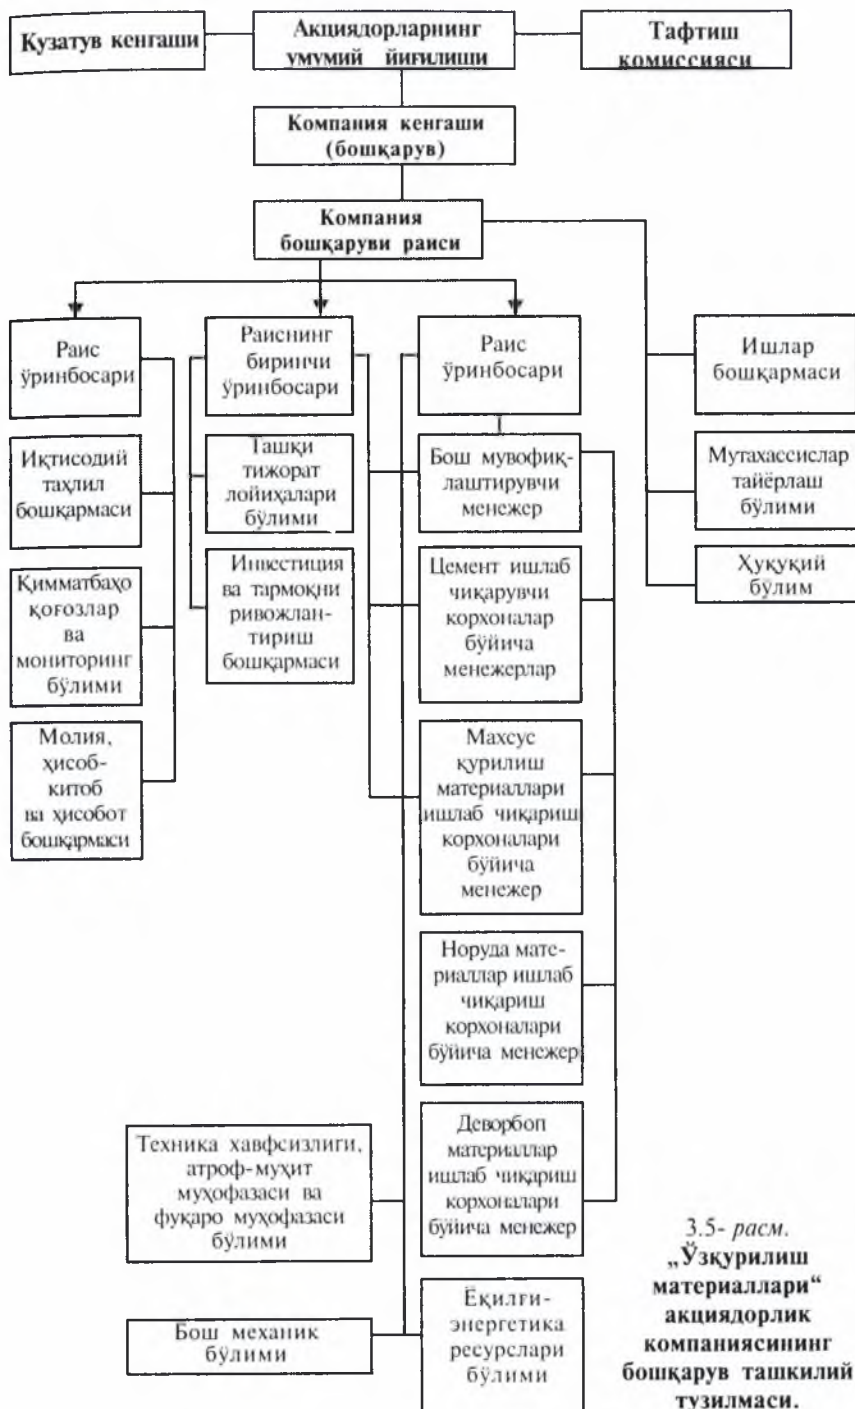 Кузатув кенгаши
Акциядорларнинг
умумий йиғилиши
Тафтиш
комиссияси
Компания кенгаши
(бошқарув)
Компания
бошқаруви раиси
Раис
ўринбосари
Раиснинг
биринчи
ўринбосари
Раис
ўринбосари
Ишлар
бошқармаси
Иқтисодий
таҳлил
бошқармаси
Ташқи
тижорат
лойиҳалари
бўлими
Бош мувофиқ-
лаштирувчи
менежер
Мутахассислар
тайёрлаш
бўлими
Қимматбаҳо
қоғозлар
ва
мониторинг
бўлими
Инвестиция
ва тармоқни
ривожлан-
тириш
бошқармаси
Цемент ишлаб
чиқарувчи
корхоналар
бўйича
менежерлар
Ҳуқуқий
бўлим
Молия,
ҳисоб-
китоб
ва ҳисобот
бошқармаси
Махсус
қурилиш
материаллари
ишлаб чиқариш
корхоналари
бўйича
менежер
Норуда мате-
риаллар ишлаб
чиқариш
корхоналари
бўйича менежер
Техника хавфсизлиги,
атроф-муҳит
муҳофазаси ва
фуқаро муҳофазаси
бўлими
Деворбоп
материаллар
ишлаб чиқариш
корхоналари
бўйича менежер
Бош механик
бўлими
Ёқилғи-
энергетика
ресурслари
бўлими
3.5- расм.
„Ўзқурилиш
материаллари“
акциядорлик
компаниясининг
бошқарув ташкилий
тузилмаси.